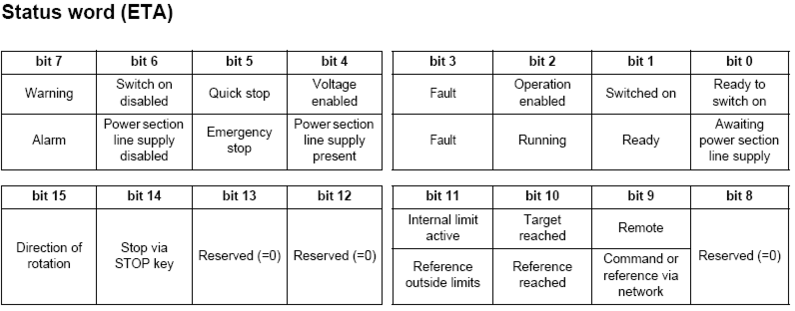 Status word (ETA)
bit 7 bit 6 bit 5 bit 4 bit 3 bit 2 bit 1 bit 0
Warning
Switch on
disabled
Quick stop
Voltage
enabled
Fault
Operation
enabled
Switched on
Ready to
switch on
Alarm
Power section
line supply
disabled
Emergency
stop
Power section
line supply
present
Fault
Running
Ready
Awaiting
power section
line supply
bit 15 bit 14 bit 13 bit 12 bit 11 bit 10 bit 9 bit 8
Direction of
rotation
Stop via
STOP key
Reserved (=0)
Reserved (=0)
Internal limit
active
Target
reached
Remote
Reserved (=0)
Reference
outside limits
Reference
reached
Command or
reference via
network